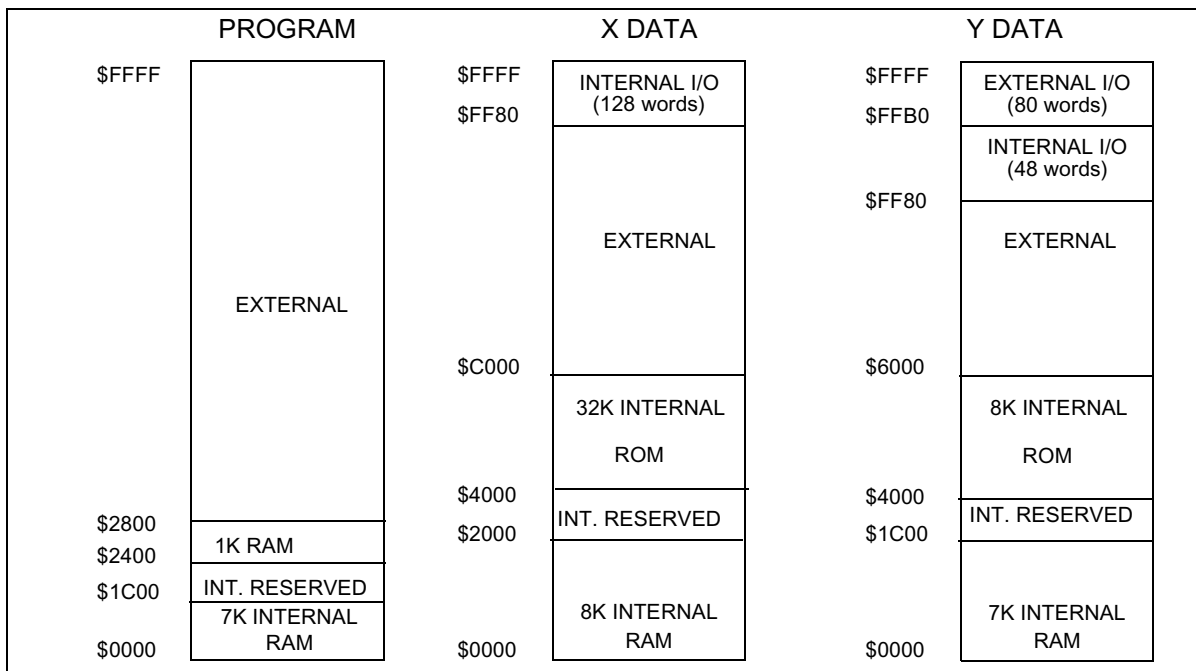 PROGRAM
$FFFF
EXTERNAL
$2800
1K RAM
$2400
INT. RESERVED
$1C00
7K INTERNAL
RAM
$0000
X DATA
$FFFF
INTERNAL I/O
(128 words)
$FF80
EXTERNAL
$C000
32K INTERNAL
ROM
$4000
INT. RESERVED
$2000
8K INTERNAL
RAM
$0000
Y DATA
$FFFF
EXTERNAL I/O
(80 words)
$FFB0
INTERNAL I/O
(48 words)
$FF80
EXTERNAL
$6000
8K INTERNAL
ROM
$4000
INT. RESERVED
$1C00
7K INTERNAL
RAM
$0000